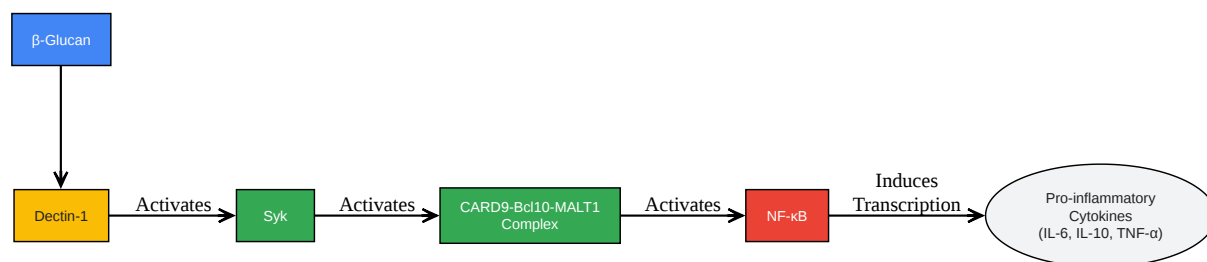 β-Glucan
Dectin-1
Activates
Syk
Activates
CARD9-Bcl10-MALT1
Complex
Activates
NF-κB
Induces
Transcription
Pro-inflammatory
Cytokines
(IL-6, IL-10, TNF-α)